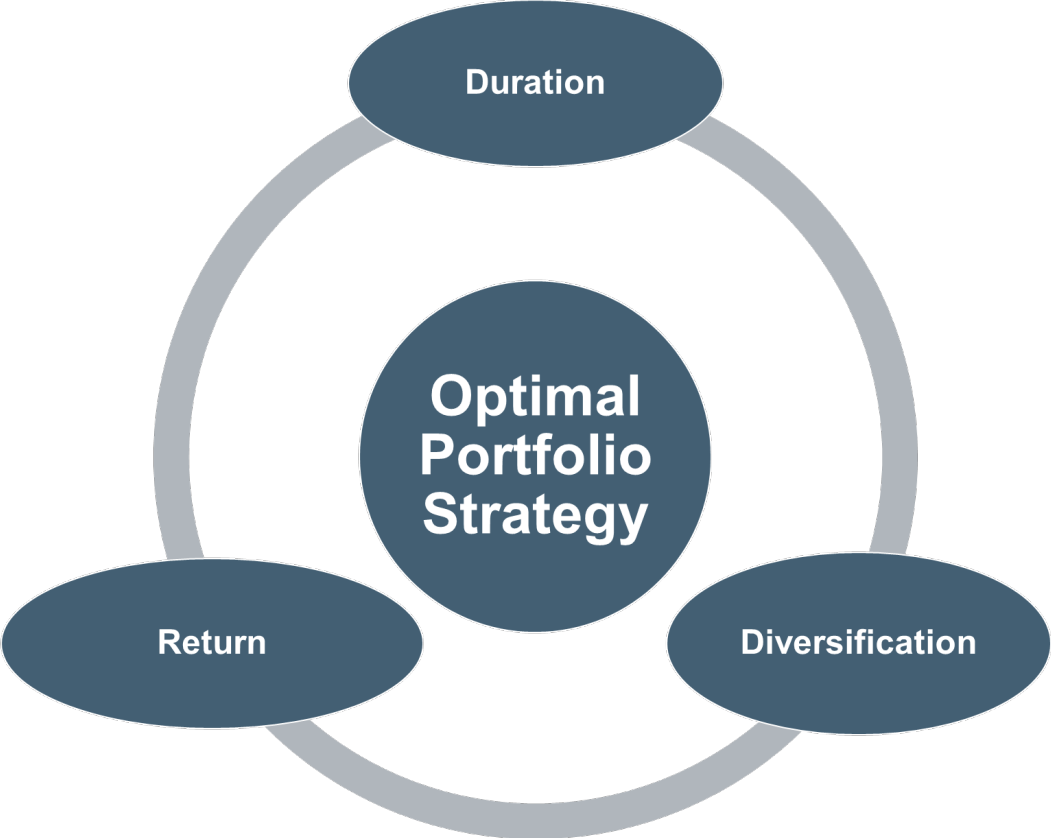 Duration
Optimal
Portfolio
Strategy
Return
Diversification